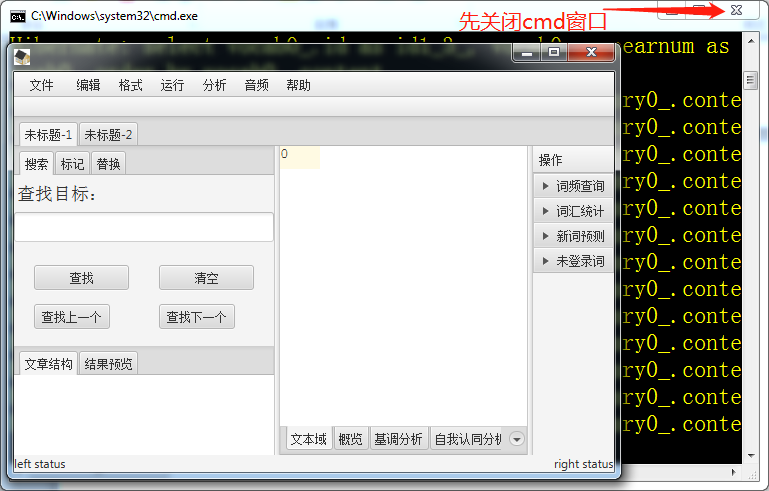 C:\Windows\system32\cmd.exe
先关闭cmd窗口
earnum as
文件 编辑 格式 运行 分析 音频 帮助
未标题-1 未标题-2
搜索 标记 替换
查找目标:
查找 清空
查找上一个 查找下一个
文章结构 结果预览
0
文本域 概览 基调分析 自我认同分析
操作
词频查询
词汇统计
新词预测
未登录词
left status
right status
ry0_.conte
ry0_.conte
ry0_.conte
ry0_.conte
ry0_.conte
ry0_.conte
ry0_.conte
ry0_.conte
ry0_.conte
ry0_.conte
ry0_.conte
ry0_.conte
ry0_.conte